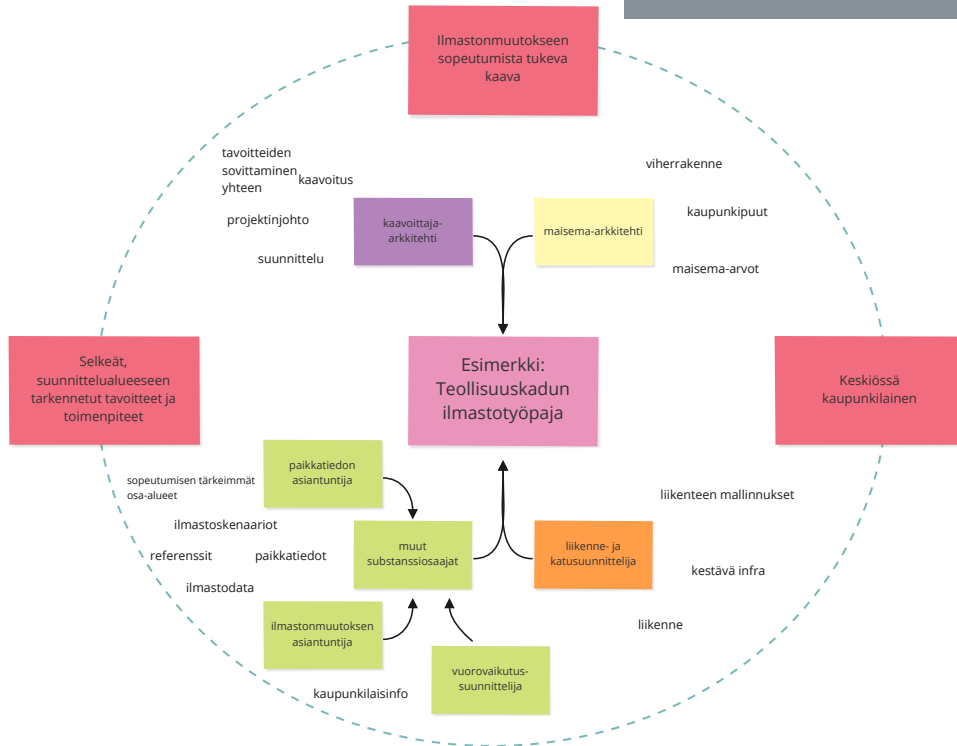 Ilmastonmuutokseen
sopeutumista tukeva
kaava
tavoitteiden
sovittaminen
yhteen
kaavoitus
projektinjohto
suunnittelu
kaavoittaja-
arkkitehti
maisema-arkkitehti
viherrakenne
kaupunkipuut
maisema-arvot
Selkeät,
suunnittelualueeseen
tarkennetut tavoitteet ja
toimenpiteet
Esimerkki:
Teollisuuskadun
ilmastotyöpaja
Keskiössä
kaupunkilainen
paikkatiedon
asiantuntija
sopeutumisen tärkeimmät
osa-alueet
ilmastoskenaariot
referenssit
paikkatiedot
ilmastodata
muut
substanssiosaajat
liikenne- ja
katusuunnittelija
liikenteen mallinnukset
kestävä infra
liikenne
ilmastonmuutoksen
asiantuntija
vuorovaikutus-
suunnittelija
kaupunkilaisinfo